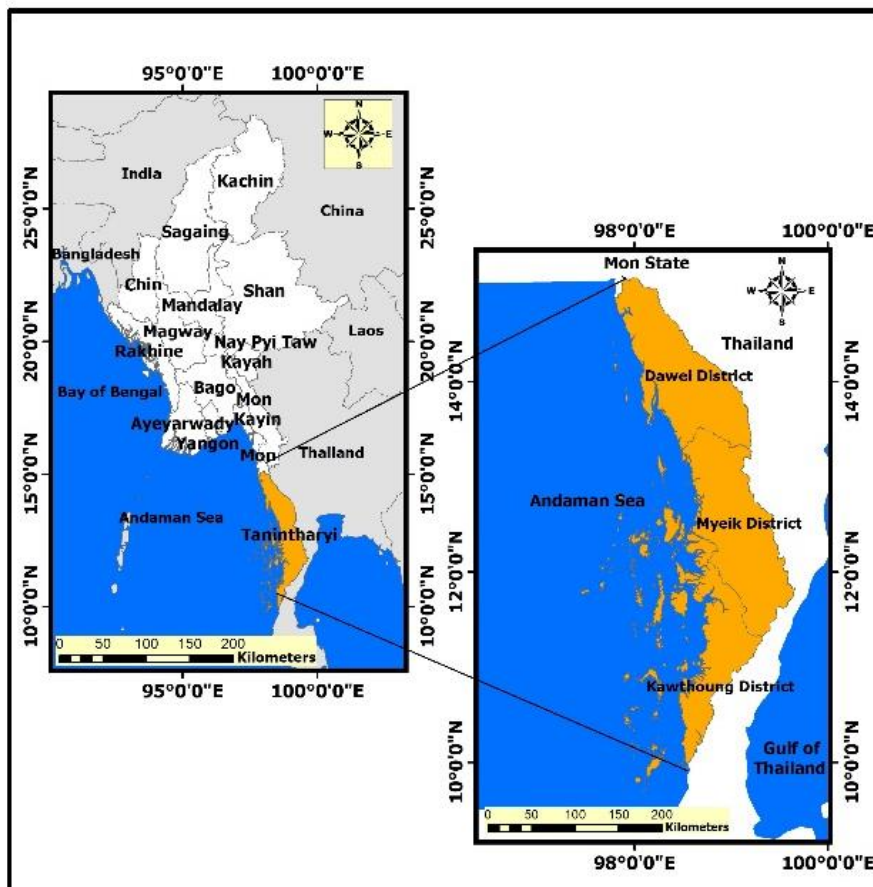 95°0'0"E 100°0'0"E
N
W E
S
India
Kachin
China
25°0'0"N
25°0'0"N
Sagaing
Bangladesh
Chin
Shan
Mandalay
Laos
Magway
Nay Pyi Taw
20°0'0"N
20°0'0"N
Rakhine
Kayah
Bay of Bengal
Bago
Mon
Ayeyarwady
Kayin
Yangon
Mon
Thailand
15°0'0"N
15°0'0"N
Andaman Sea
Tanintharyi
10°0'0"N
10°0'0"N
0 50 100 150 200
Kilometers
95°0'0"E 100°0'0"E
98°0'0"E 100°0'0"E
Mon State
N
W E
S
Thailand
14°0'0"N
14°0'0"N
Dawei District
Andaman Sea
Myeik District
12°0'0"N
12°0'0"N
Kawthoung District
10°0'0"N
10°0'0"N
Gulf of
Thailand
0 50 100 150 200
Kilometers
98°0'0"E 100°0'0"E